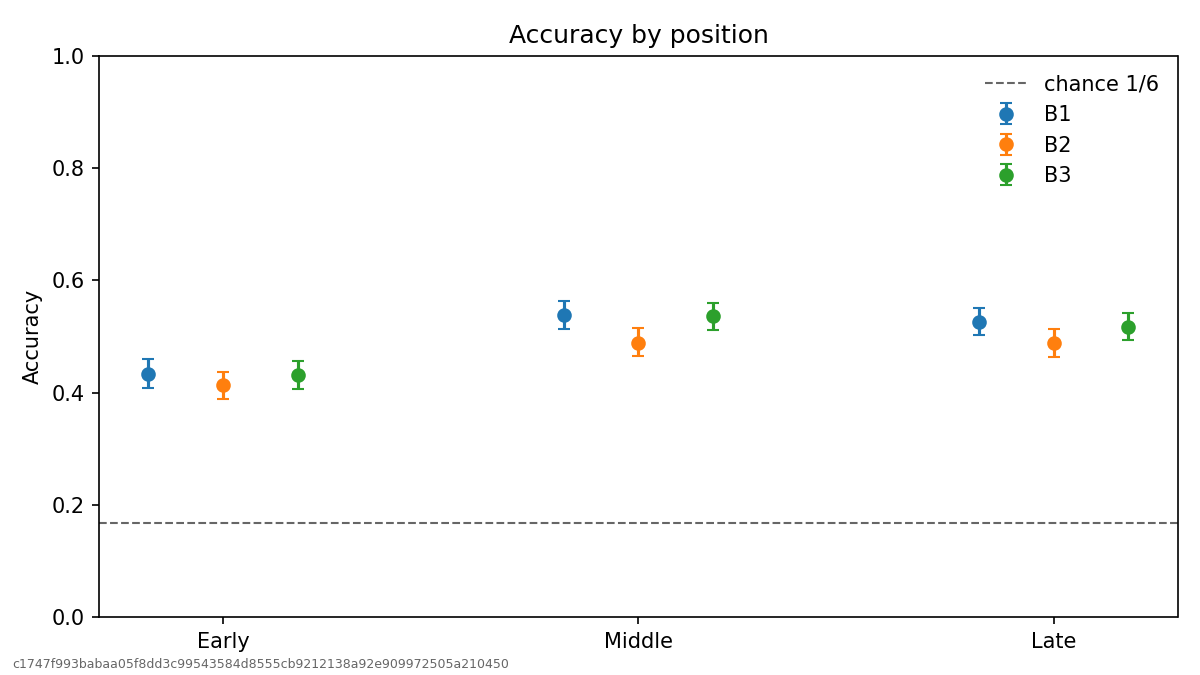 Accuracy by position
1.0
0.8
0.6
0.4
0.2
0.0
Accuracy
chance 1/6
B1
B2
B3
Early
Middle
Late
c1747f993babaa05f8dd3c99543584d8555cb9212138a92e909972505a210450